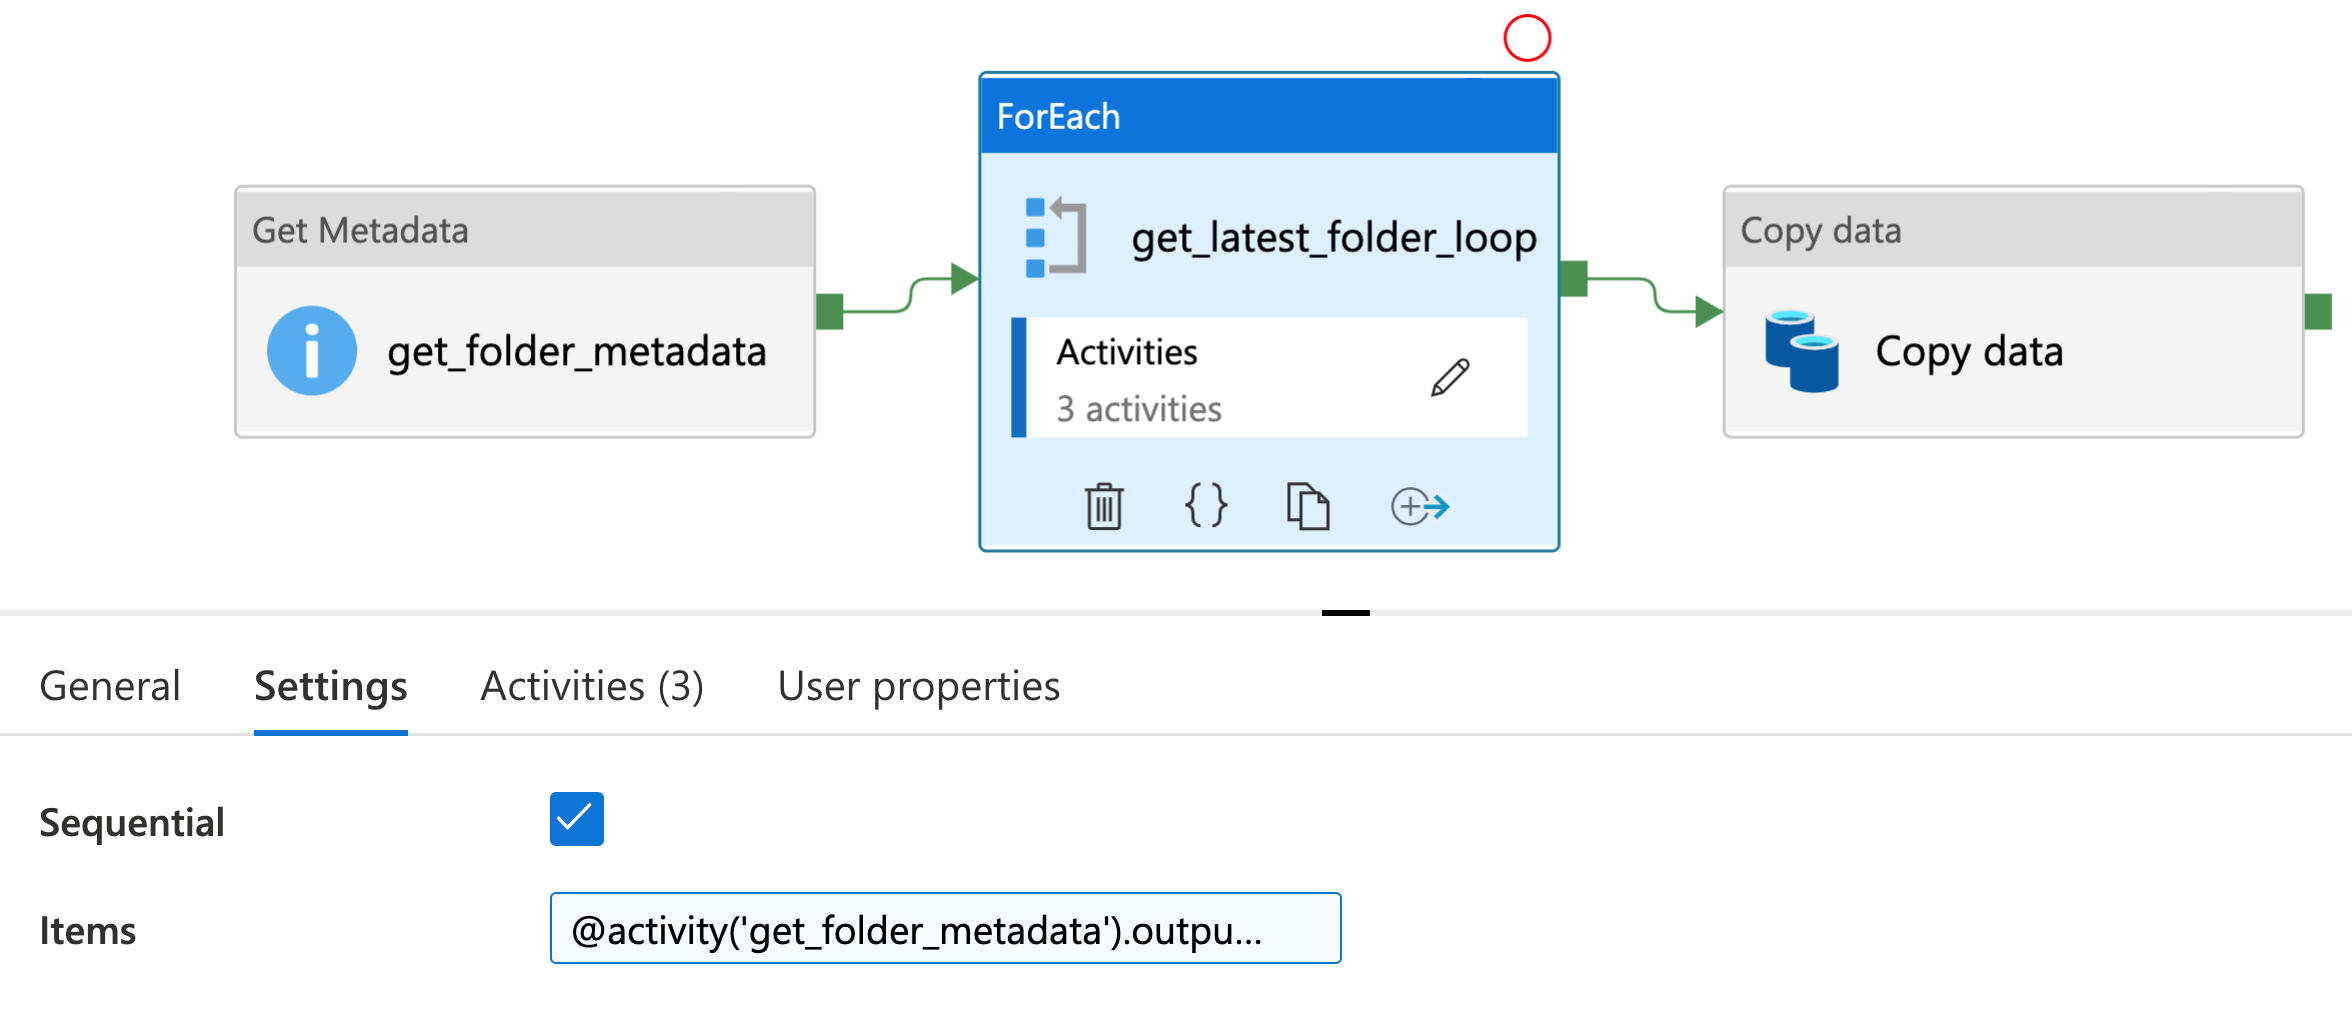 Get Metadata
get_folder_metadata
ForEach
get_latest_folder_loop
Activities
3 activities
Copy data
Copy data
General
Settings
Activities (3)
User properties
Sequential
Items
@activity('get_folder_metadata').outpu...